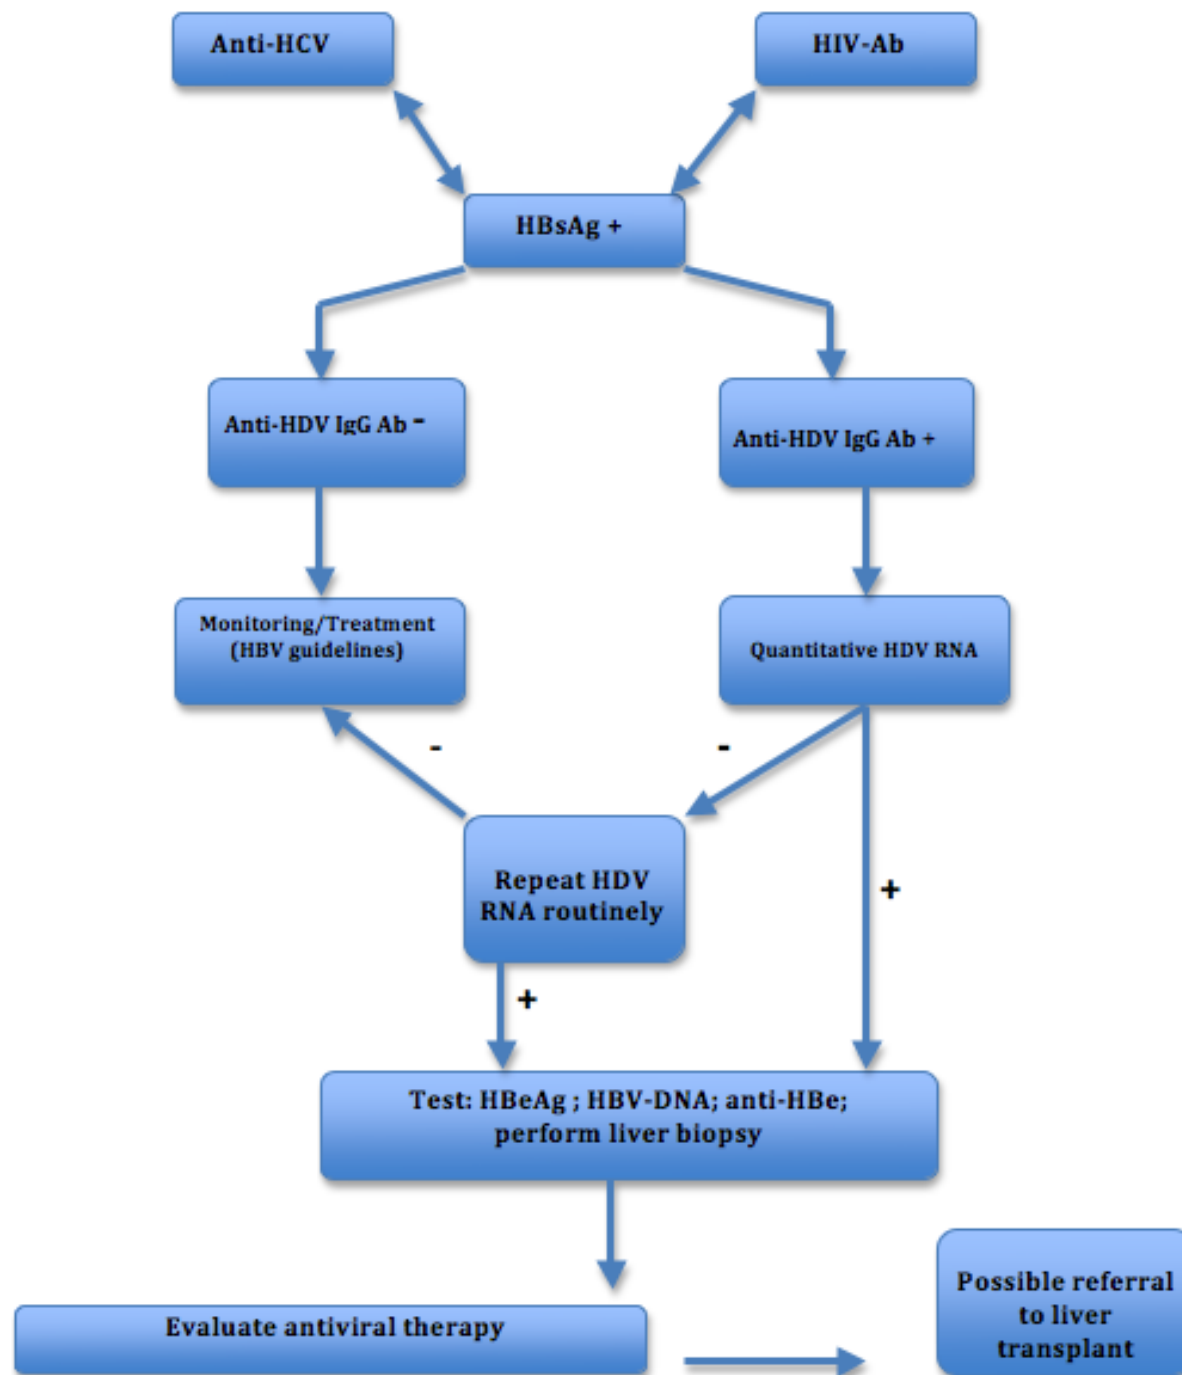 Anti-HCV
HIV-Ab
HBsAg +
Anti-HDV IgG Ab -
Anti-HDV IgG Ab +
Monitoring/Treatment
(HBV guidelines)
Quantitative HDV RNA
-
-
Repeat HDV
RNA routinely
+
+
Test: HBeAg ; HBV-DNA; anti-HBe;
perform liver biopsy
Evaluate antiviral therapy
Possible referral
to liver
transplant